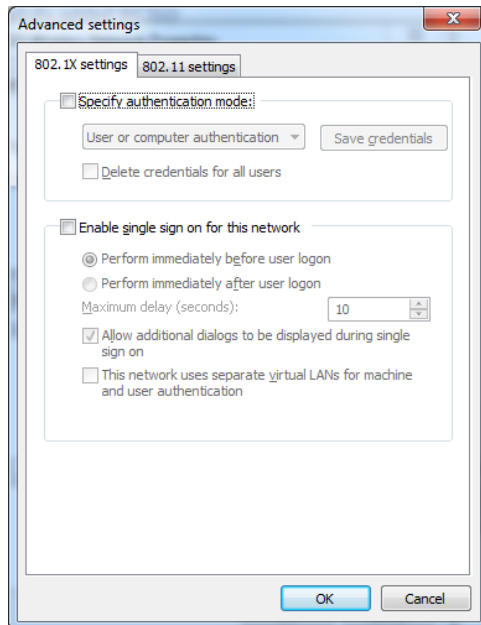 Advanced settings
802.1X settings
802.11 settings
Specify authentication mode:
User or computer authentication
Save credentials
Delete credentials for all users
Enable single sign on for this network
Perform immediately before user logon
Perform immediately after user logon
Maximum delay (seconds):
10
Allow additional dialogs to be displayed during single
sign on
This network uses separate virtual LANs for machine
and user authentication
OK
Cancel